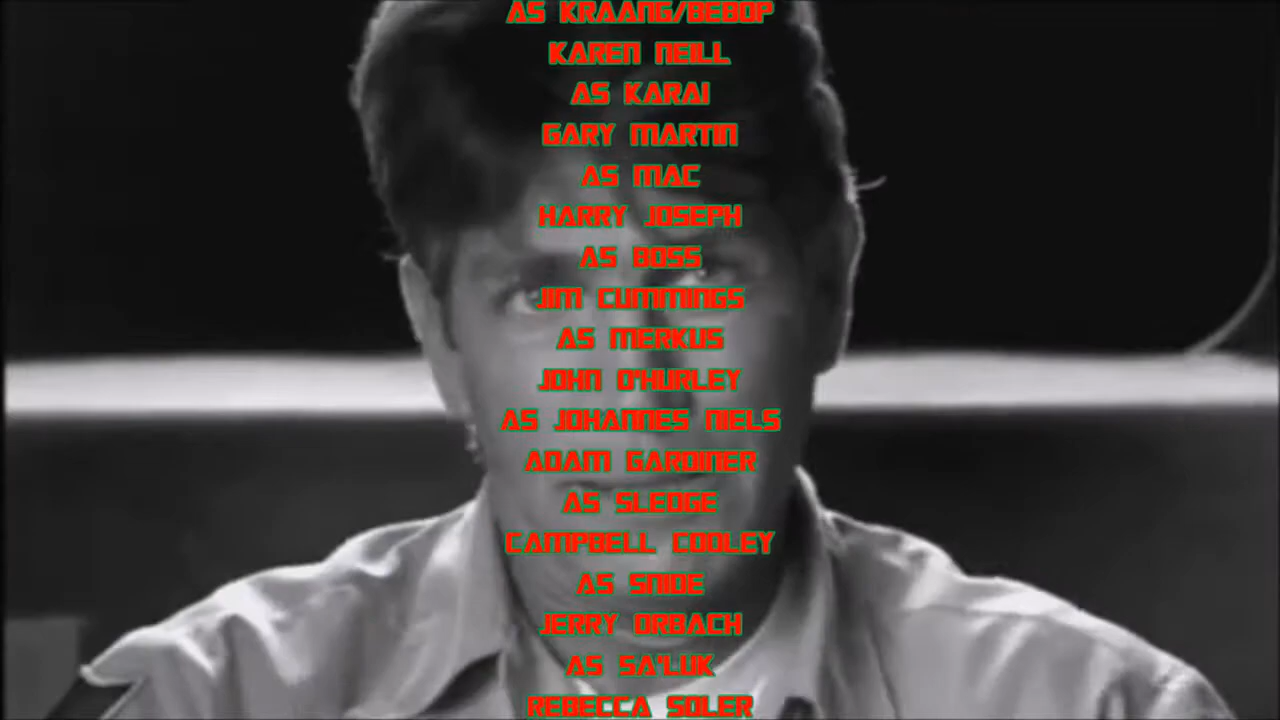 AS KRAANG/BEBOP
KAREN NEILL
AS KARAI
GARY MARTIN
AS MAC
HARRY JOSEPH
AS BOSS
JIM CUMMINGS
AS MERKUS
JOHN O'HURLEY
AS JOHANNES NIELS
ADAM GARDINER
AS SLEDGE
CAMPBELL COOLEY
AS SNIDE
JERRY ORBACH
AS SA'LUK
REBECCA SOLER